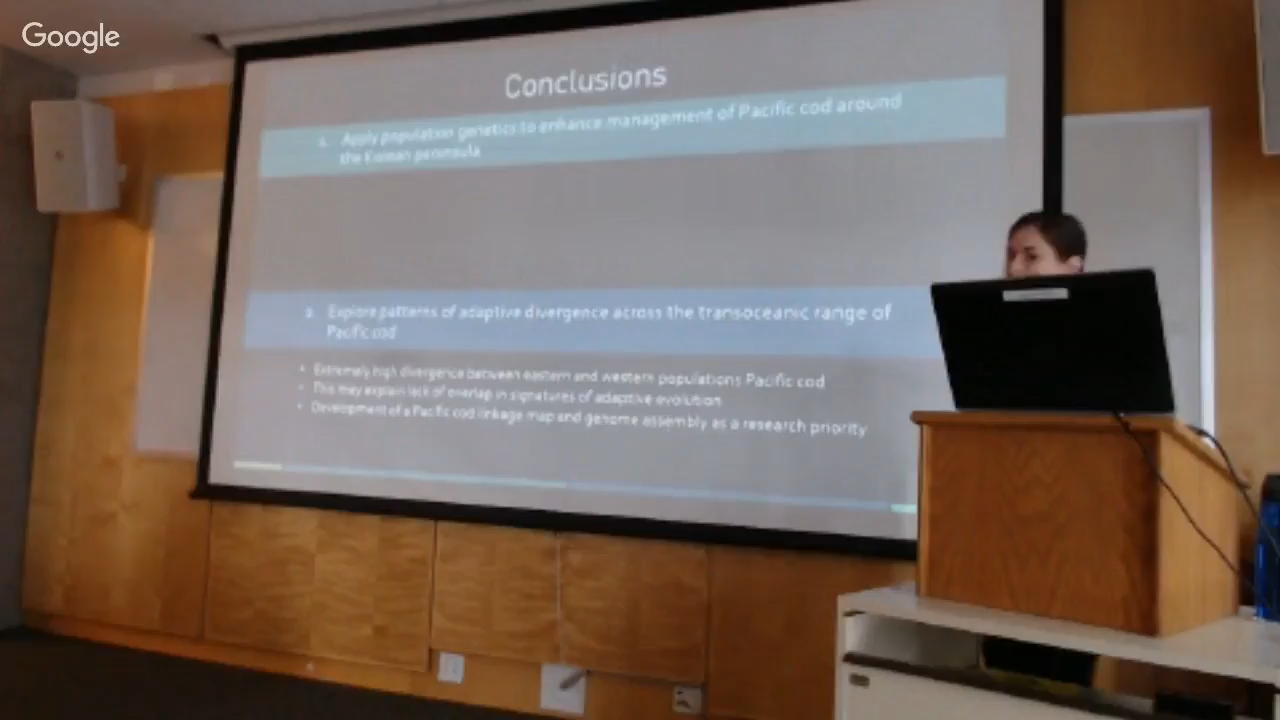 Google
Conclusions
1. Apply population genetics to enhance management of Pacific cod around
the Korean peninsula
2. Explore patterns of adaptive divergence across the transoceanic range of
Pacific cod
• Extremely high divergence between eastern and western populations Pacific cod
• This may explain lack of overlap in signatures of adaptive evolution
• Development of a Pacific cod linkage map and genome assembly as a research priority